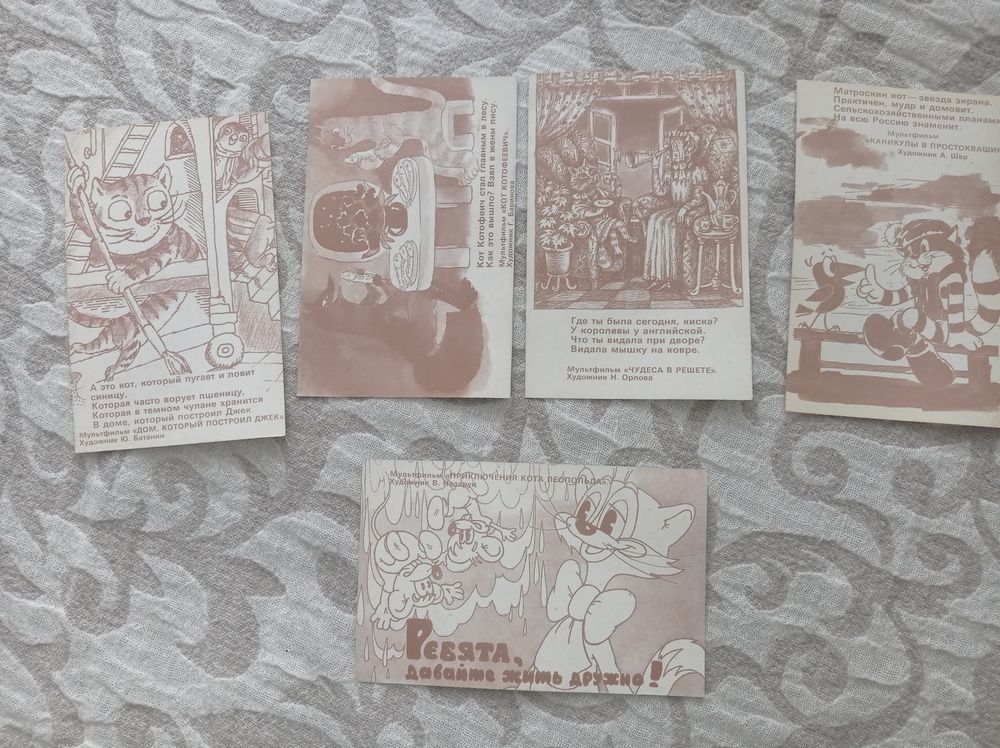 А это кот, который пугает и ловит
синицу,
Которая часто ворует пшеницу,
Которая в темном чулане хранится
В доме, который построил Джек
Мультфильм «ДОМ, КОТОРЫЙ ПОСТРОИЛ ДЖЕК»
Художник Ю. Батанин
Кот Котофеич стал главным в лесу.
Как это вышло? Взял в жены лису.
Мультфильм «КОТ КОТОФЕЕВИЧ».
Художник Г. Баринова
Где ты была сегодня, киска?
У королевы у английской.
Что ты видала при дворе?
Видала мышку на ковре.
Мультфильм «ЧУДЕСА В РЕШЕТЕ».
Художник Н. Орлова
Матроскин кот — звезда экрана.
Практичен, мудр и домовит.
Сельскохозяйственными планами
На всю Россию знаменит.
Мультфильм
«КАНИКУЛЫ В ПРОСТОКВАШИН
Художник А. Шер
Мультфильм «ПРИКЛЮЧЕНИЯ КОТА ЛЕОПОЛЬДА»
Художник В. Назарук
РЕБЯТА,
давайте жить дружно!